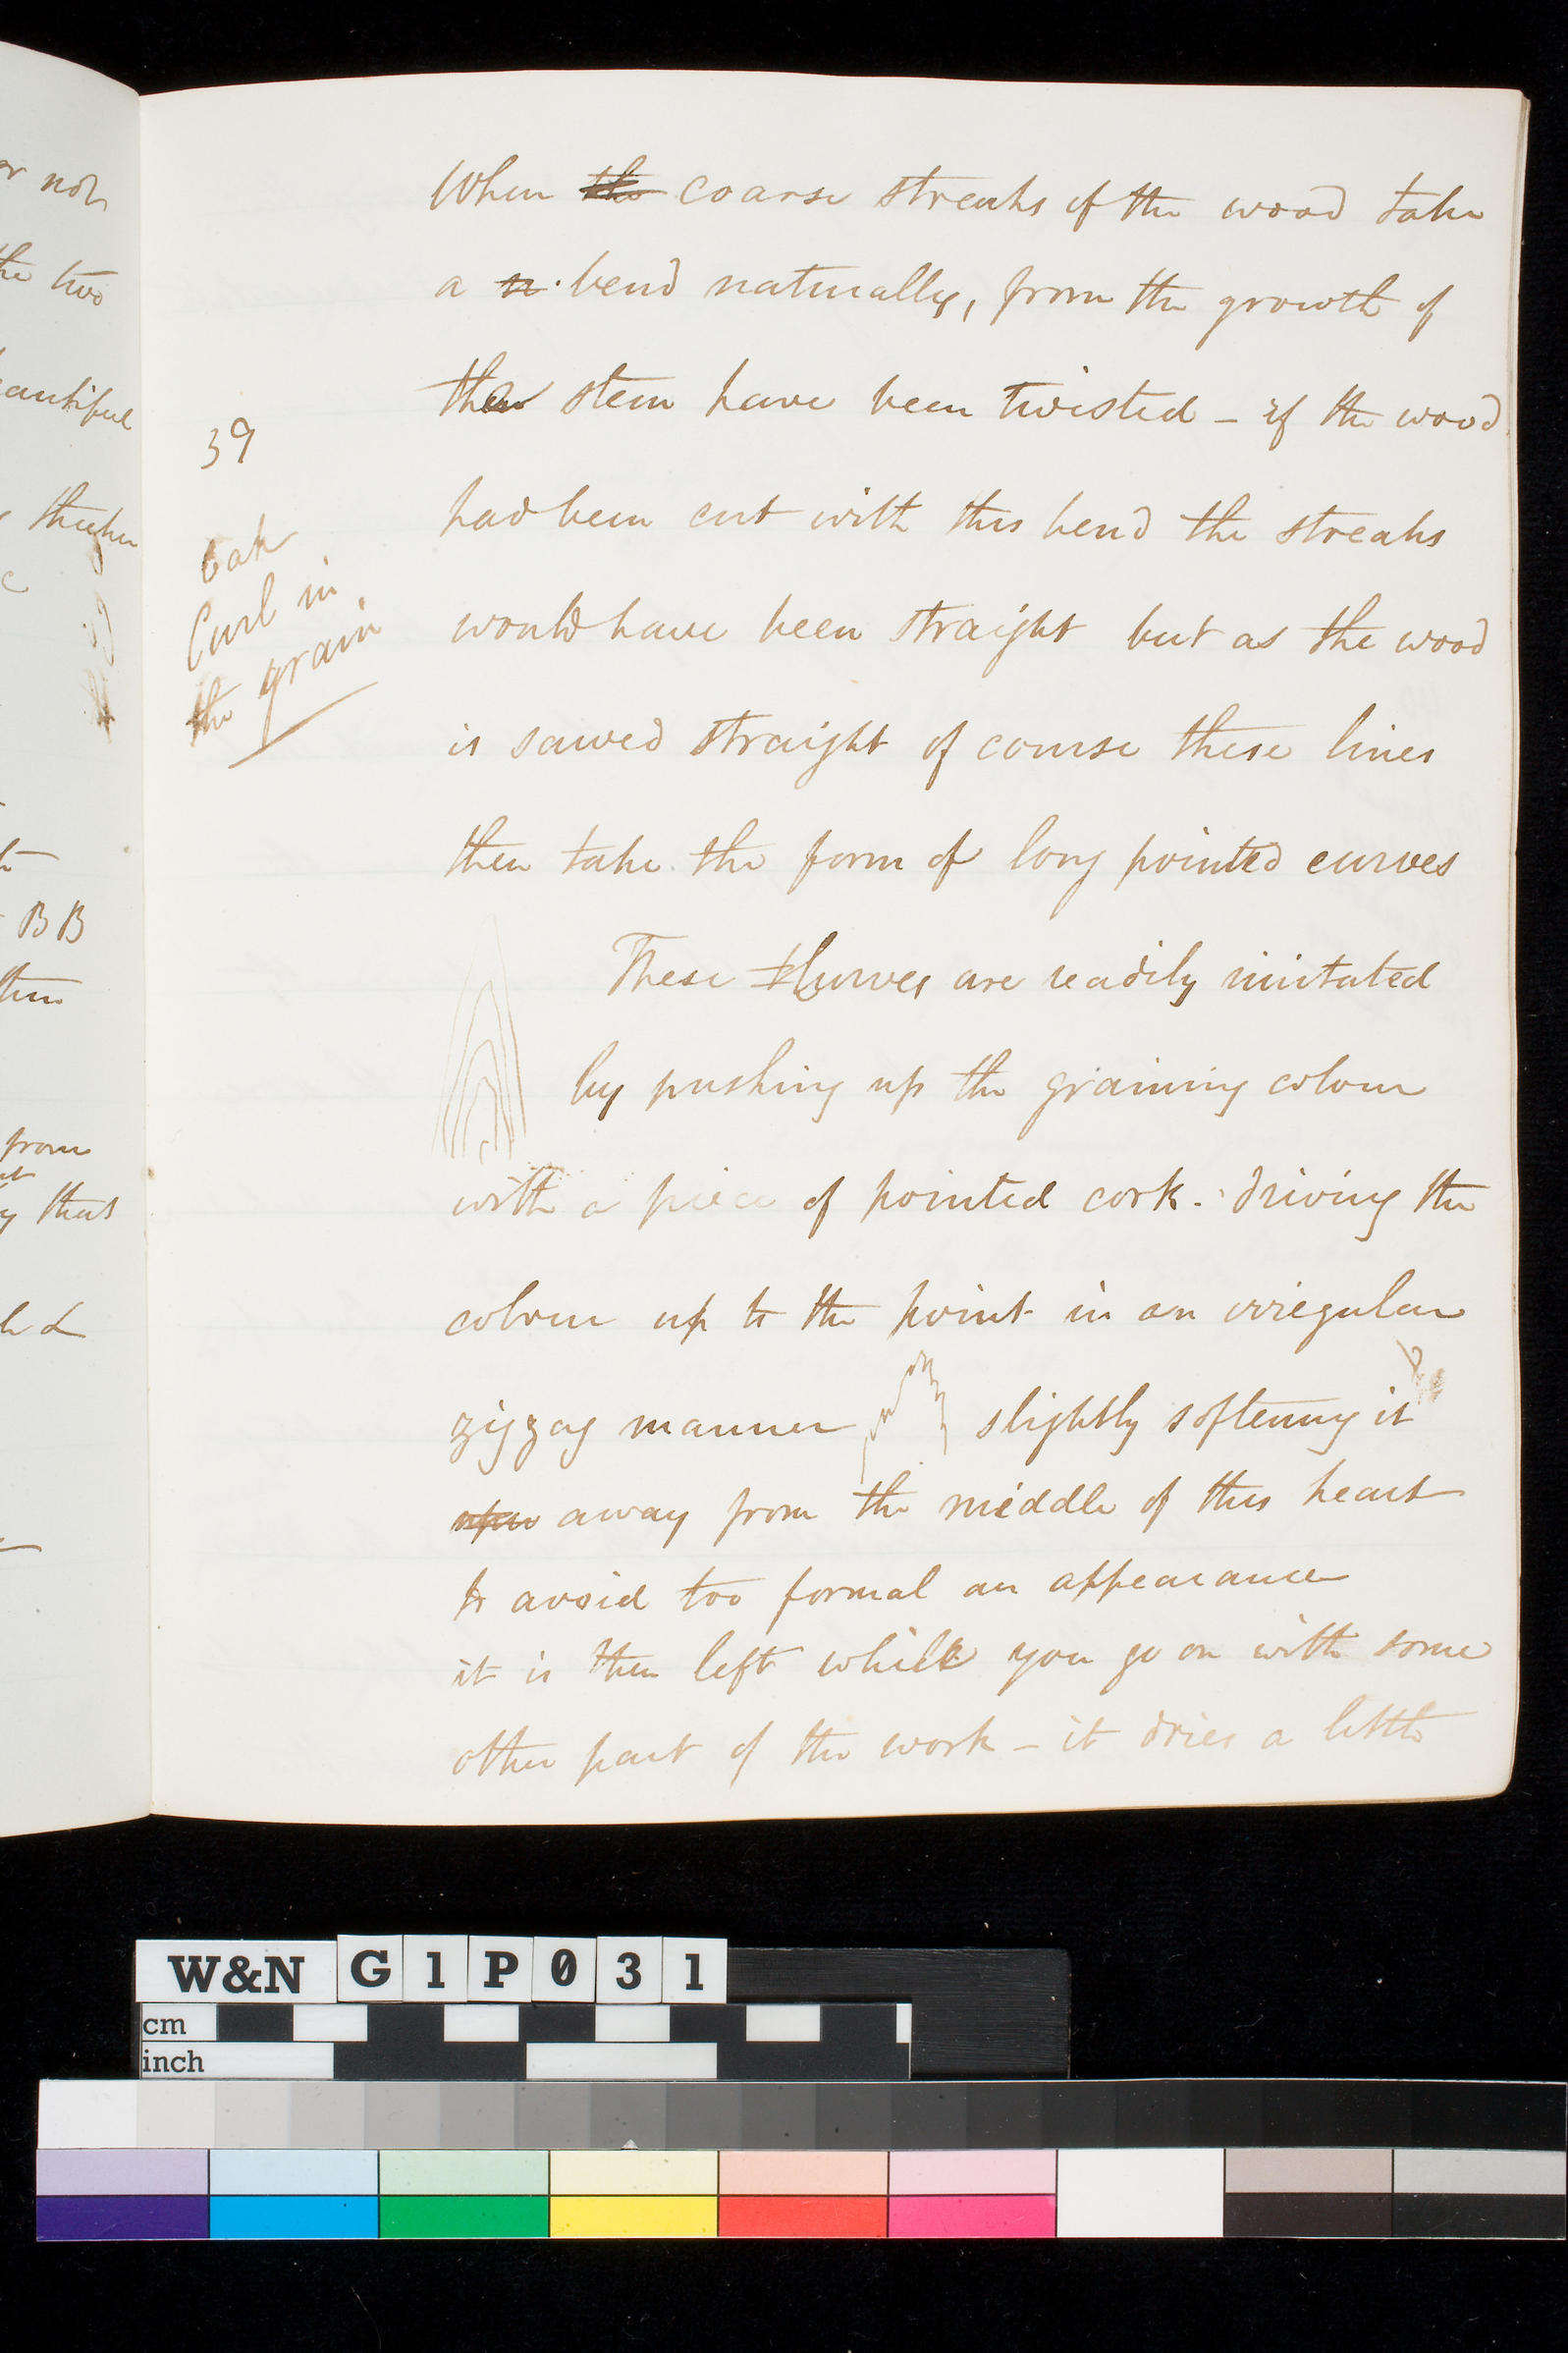 When the coarse streaks of the wood take
a n bend naturally, from the growth of
the stem have been twisted – if the wood
had been cut with this bend the streaks
would have been straight but as the wood
is sawed straight of course these lines
then take the form of long pointed curves
39
Oak
Curl in
the grain
These curves are readily imitated
by pushing up the graining colour
with a piece of pointed cork. driving the
colour up to the point in an irregular
zigzag manner slightly softening it
away from the middle of this heart
to avoid too formal an appearance
it is then left while you go on with some
other part of the work – it dries a little
or not
the two
beautiful
thicker
BB
them
from
that
W&N G1P031
cm
inch